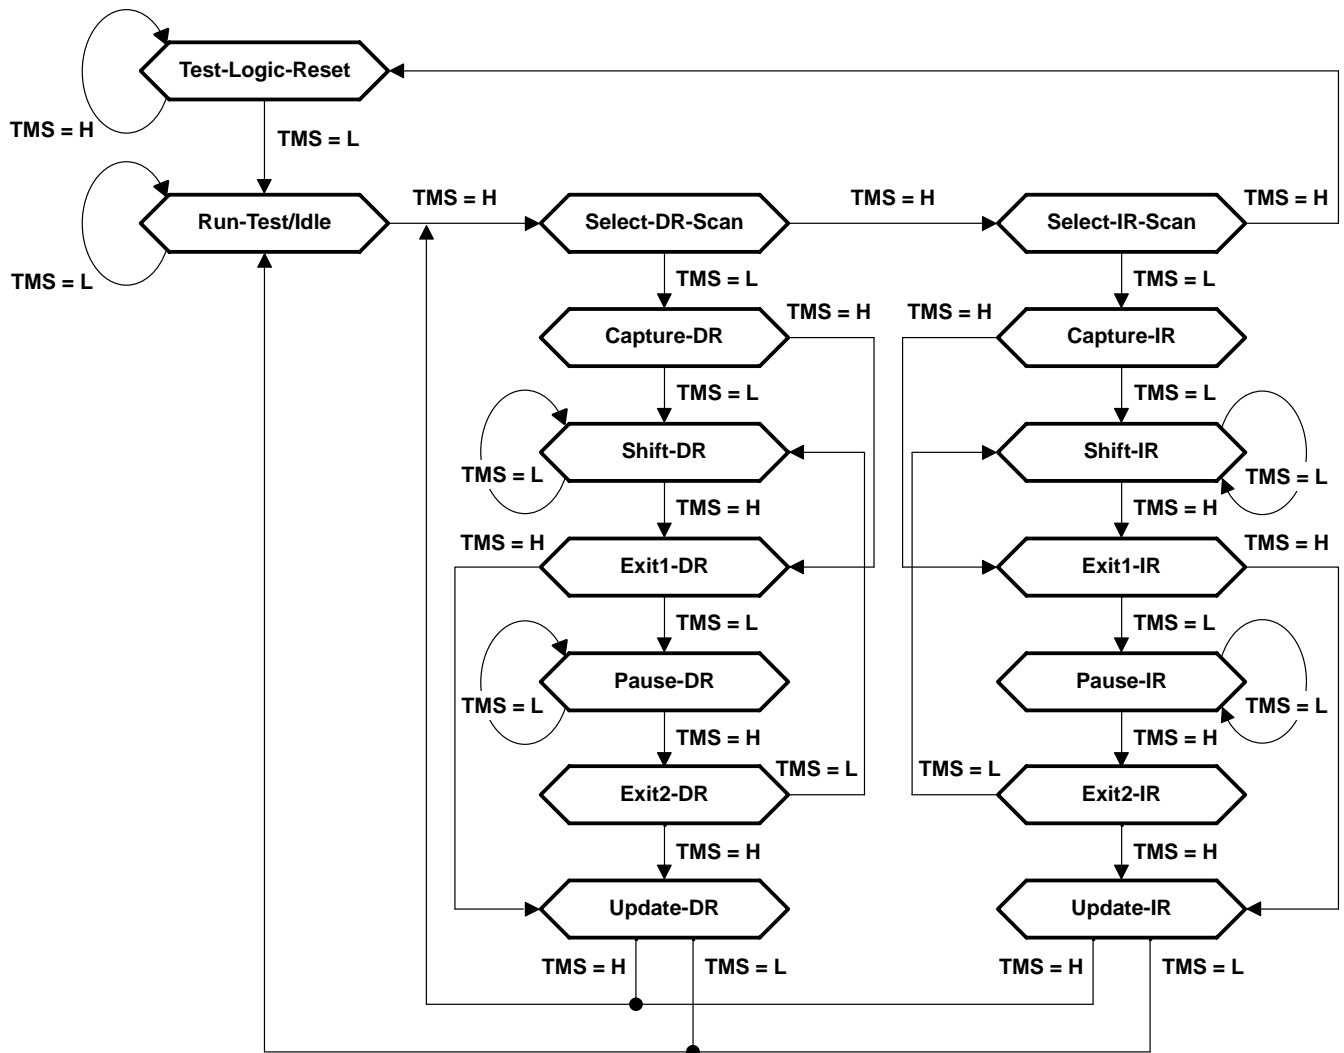 Test-Logic-Reset
TMS = H
TMS = L
TMS = H
TMS = H
TMS = H
Run-Test/Idle
Select-DR-Scan
Select-IR-Scan
TMS = L
TMS = L
TMS = L
TMS = H
TMS = H
Capture-DR
Capture-IR
TMS = L
TMS = L
Shift-DR
Shift-IR
TMS = L
TMS = L
TMS = H
TMS = H
TMS = H
TMS = H
Exit1-DR
Exit1-IR
TMS = L
TMS = L
Pause-DR
Pause-IR
TMS = L
TMS = L
TMS = H
TMS = H
TMS = L
TMS = L
Exit2-DR
Exit2-IR
TMS = H
TMS = H
Update-DR
Update-IR
TMS = H
TMS = L
TMS = H
TMS = L